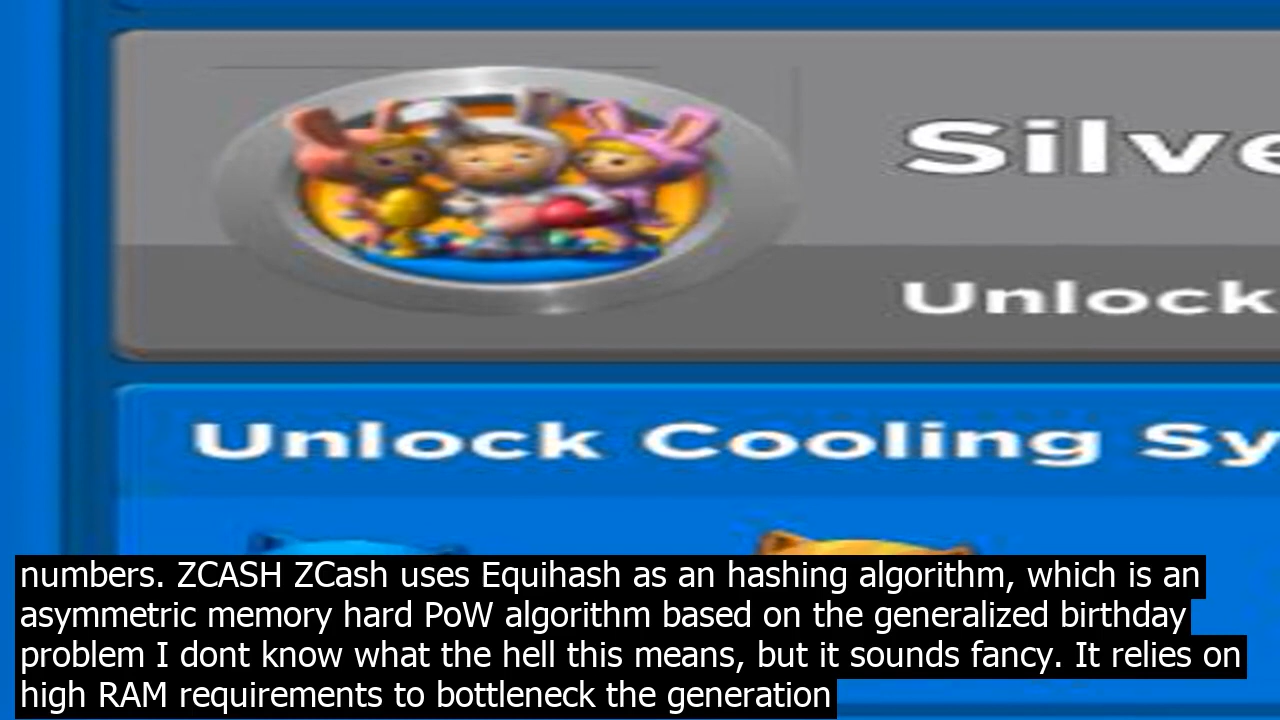 Silve
Unlock
Unlock Cooling Sy
numbers. ZCASH ZCash uses Equihash as an hashing algorithm, which is an
asymmetric memory hard PoW algorithm based on the generalized birthday
problem I dont know what the hell this means, but it sounds fancy. It relies on
high RAM requirements to bottleneck the generation